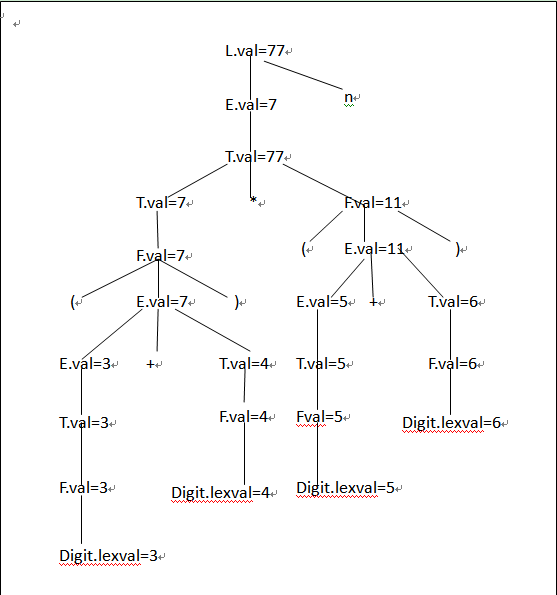 L.val=77
E.val=7 n
T.val=77
T.val=7 * F.val=11
( E.val=11 )
F.val=7
( E.val=7 ) E.val=5 + T.val=6
E.val=3 + T.val=4 T.val=5 F.val=6
T.val=3 F.val=4 Fval=5 Digit.lexval=6
F.val=3 Digit.lexval=4 Digit.lexval=5
Digit.lexval=3